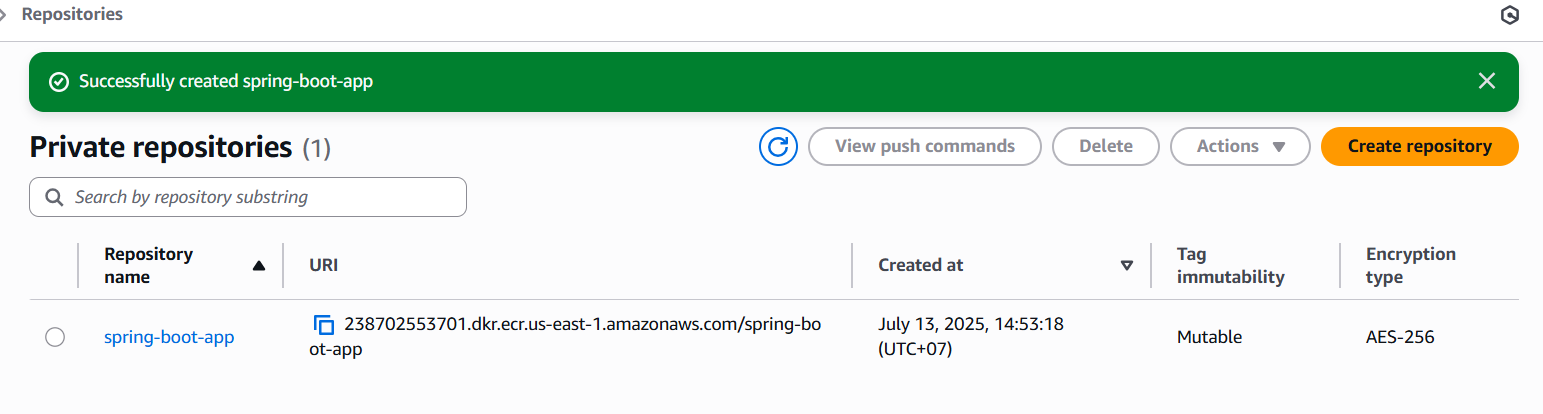 Repositories
Successfully created spring-boot-app
Private repositories (1)
View push commands
Delete
Actions
Create repository
Search by repository substring
Repository
name
URI
Created at
Tag
immutability
Encryption
type
spring-boot-app
238702553701.dkr.ecr.us-east-1.amazonaws.com/spring-bo
ot-app
July 13, 2025, 14:53:18
(UTC+07)
Mutable
AES-256